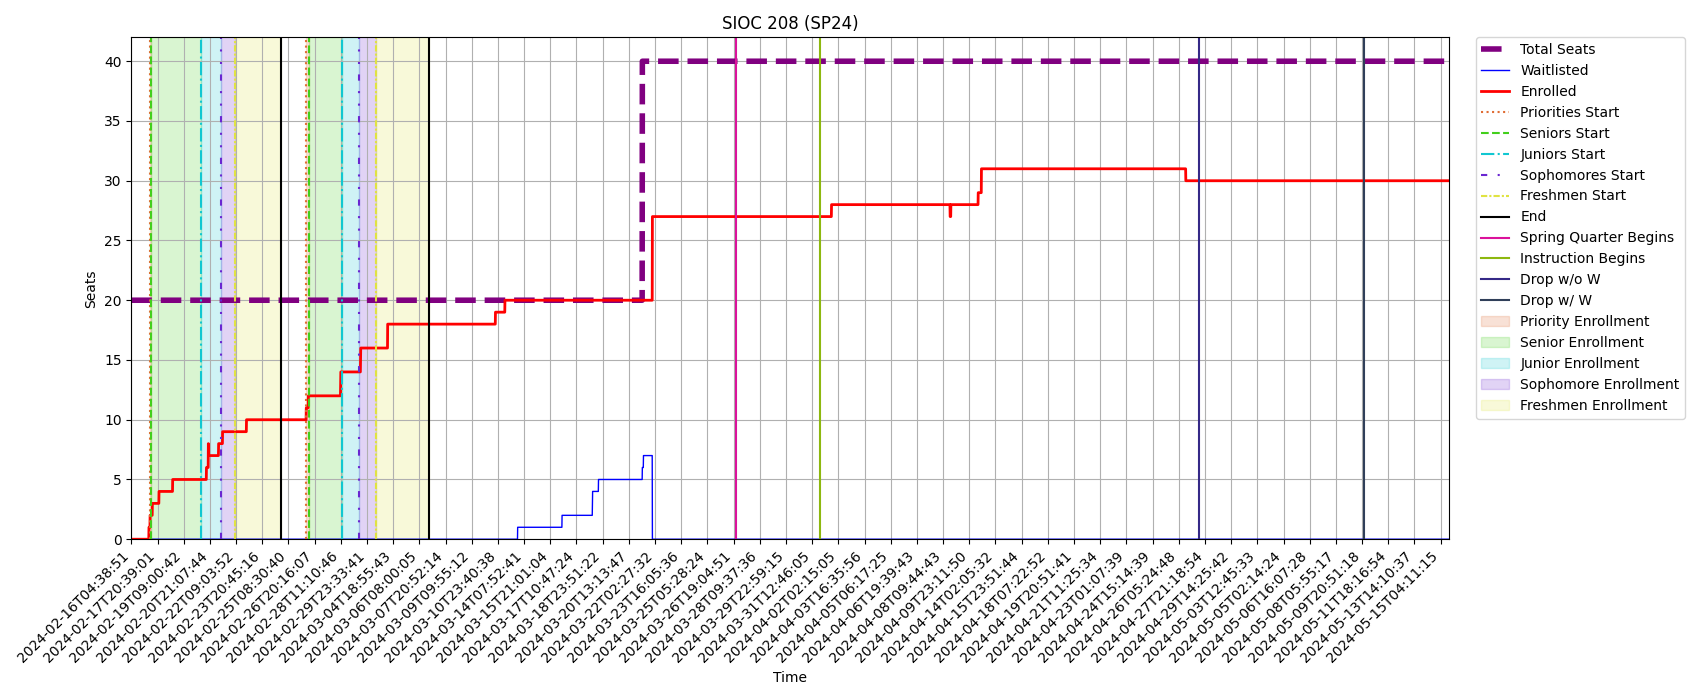 SIOC 208 (SP24)
Seats
40
35
30
25
20
15
10
5
0
2024-02-16T04:38:51
2024-02-17T20:39:01
2024-02-19T09:00:42
2024-02-20T21:07:44
2024-02-22T09:03:52
2024-02-23T20:45:16
2024-02-25T08:30:40
2024-02-26T20:16:07
2024-02-28T11:10:46
2024-02-29T23:33:41
2024-03-04T18:55:43
2024-03-06T08:00:05
2024-03-07T20:52:14
2024-03-09T09:55:12
2024-03-10T23:40:38
2024-03-14T07:52:41
2024-03-15T21:01:04
2024-03-17T10:47:24
2024-03-18T23:51:22
2024-03-20T13:13:47
2024-03-22T02:27:32
2024-03-23T16:05:36
2024-03-25T05:28:24
2024-03-26T19:04:51
2024-03-28T09:37:36
2024-03-29T22:59:15
2024-03-31T12:46:05
2024-04-02T02:15:05
2024-04-03T16:35:56
2024-04-05T06:17:25
2024-04-06T19:39:43
2024-04-08T09:44:43
2024-04-09T23:11:50
2024-04-14T02:05:32
2024-04-15T23:51:44
2024-04-18T07:22:52
2024-04-19T20:51:41
2024-04-21T11:25:34
2024-04-23T01:07:39
2024-04-24T15:14:39
2024-04-26T05:24:48
2024-04-27T21:18:54
2024-04-29T14:25:42
2024-05-03T12:45:33
2024-05-05T02:14:24
2024-05-06T16:07:28
2024-05-08T05:55:17
2024-05-09T20:51:18
2024-05-11T18:16:54
2024-05-13T14:10:37
2024-05-15T04:11:15
Time
Total Seats
Waitlisted
Enrolled
Priorities Start
Seniors Start
Juniors Start
Sophomores Start
Freshmen Start
End
Spring Quarter Begins
Instruction Begins
Drop w/o W
Drop w/ W
Priority Enrollment
Senior Enrollment
Junior Enrollment
Sophomore Enrollment
Freshmen Enrollment